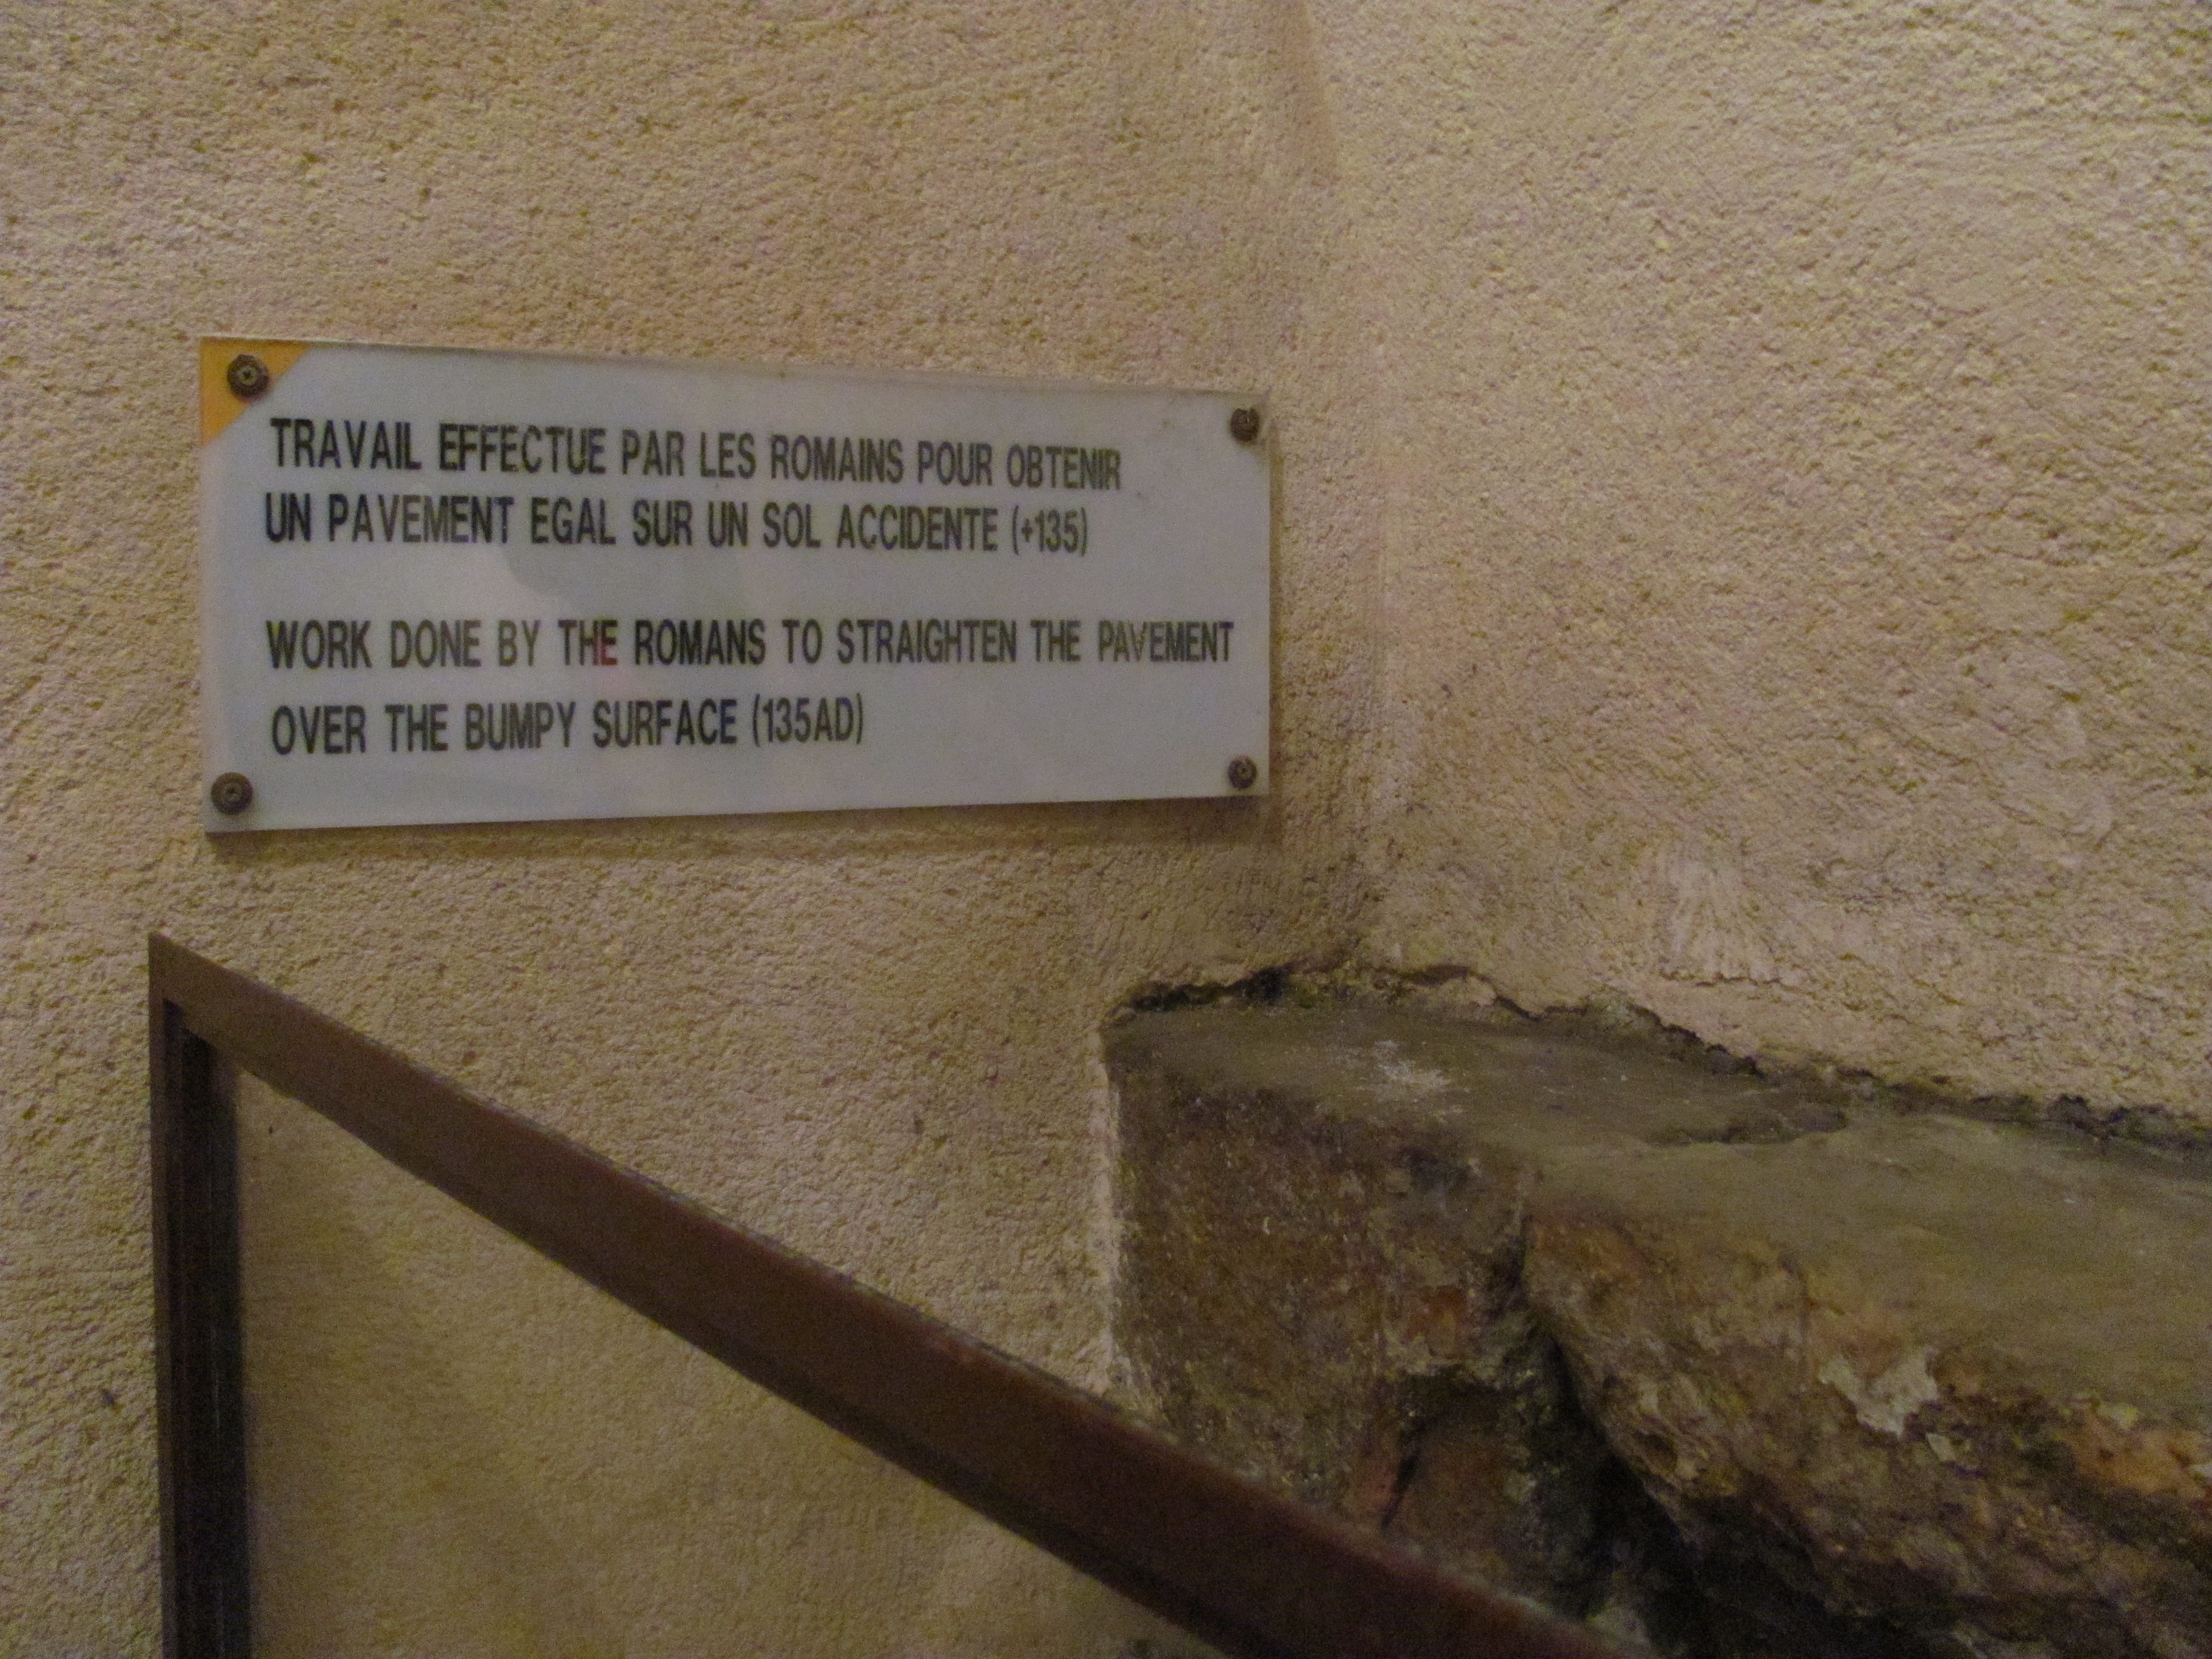 TRAVAIL EFFECTUE PAR LES ROMAINS POUR OBTENIR
UN PAVEMENT EGAL SUR UN SOL ACCIDENTE (+135)
WORK DONE BY THE ROMANS TO STRAIGHTEN THE PAVEMENT
OVER THE BUMPY SURFACE (135AD)